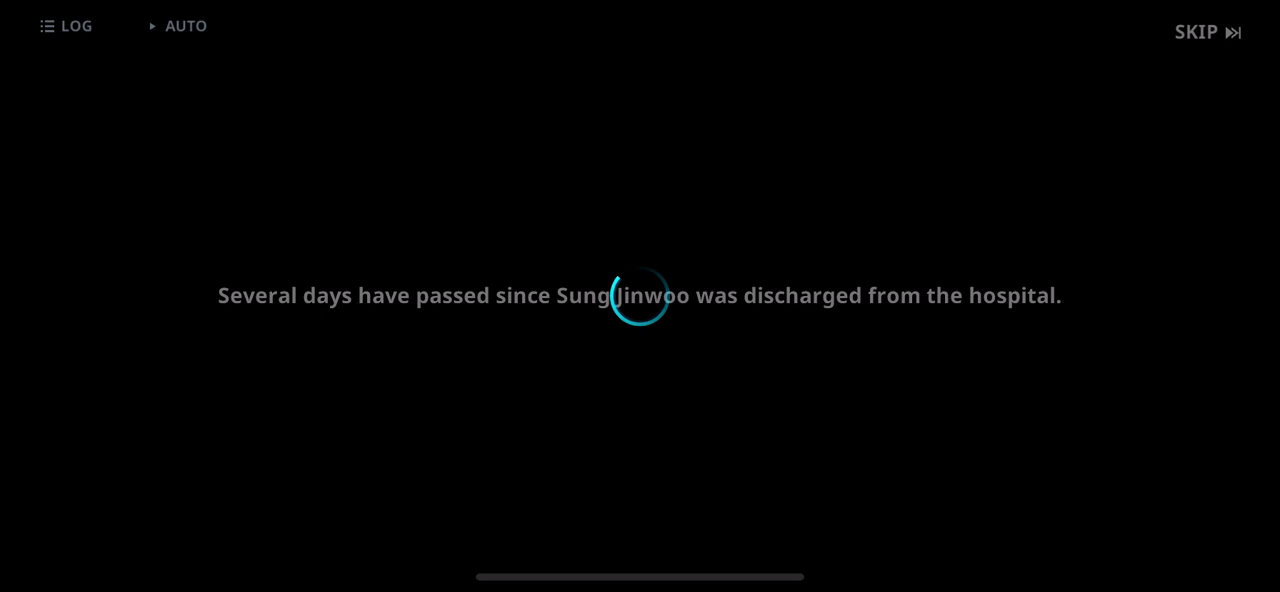 LOG
AUTO
SKIP
Several days have passed since Sung Jinwoo was discharged from the hospital.